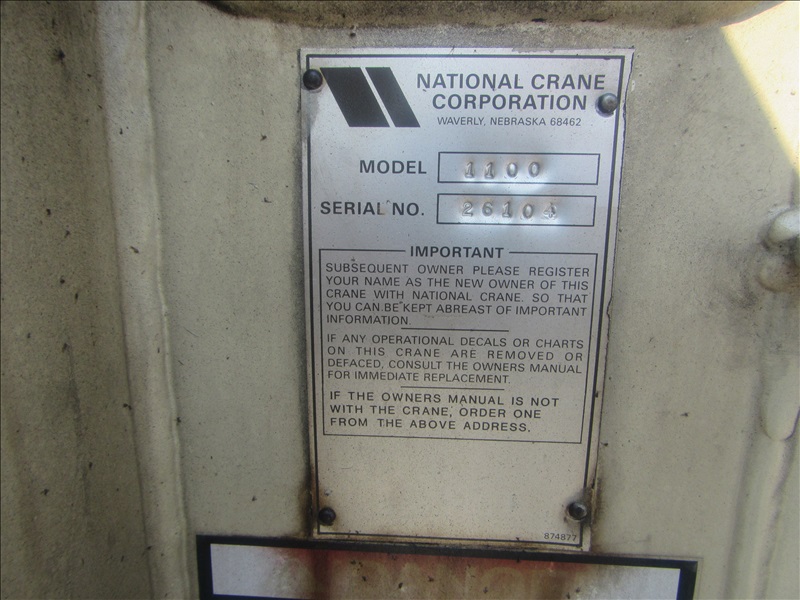 NATIONAL CRANE
CORPORATION
WAVERLY, NEBRASKA 68462
MODEL 1100
SERIAL NO. 26104
IMPORTANT
SUBSEQUENT OWNER PLEASE REGISTER
YOUR NAME AS THE NEW OWNER OF THIS
CRANE WITH NATIONAL CRANE. SO THAT
YOU CAN BE KEPT ABREAST OF IMPORTANT
INFORMATION.
IF ANY OPERATIONAL DECALS OR CHARTS
ON THIS CRANE ARE REMOVED OR
DEFACED, CONSULT THE OWNERS MANUAL
FOR IMMEDIATE REPLACEMENT.
IF THE OWNERS MANUAL IS NOT
WITH THE CRANE, ORDER ONE
FROM THE ABOVE ADDRESS.
874877